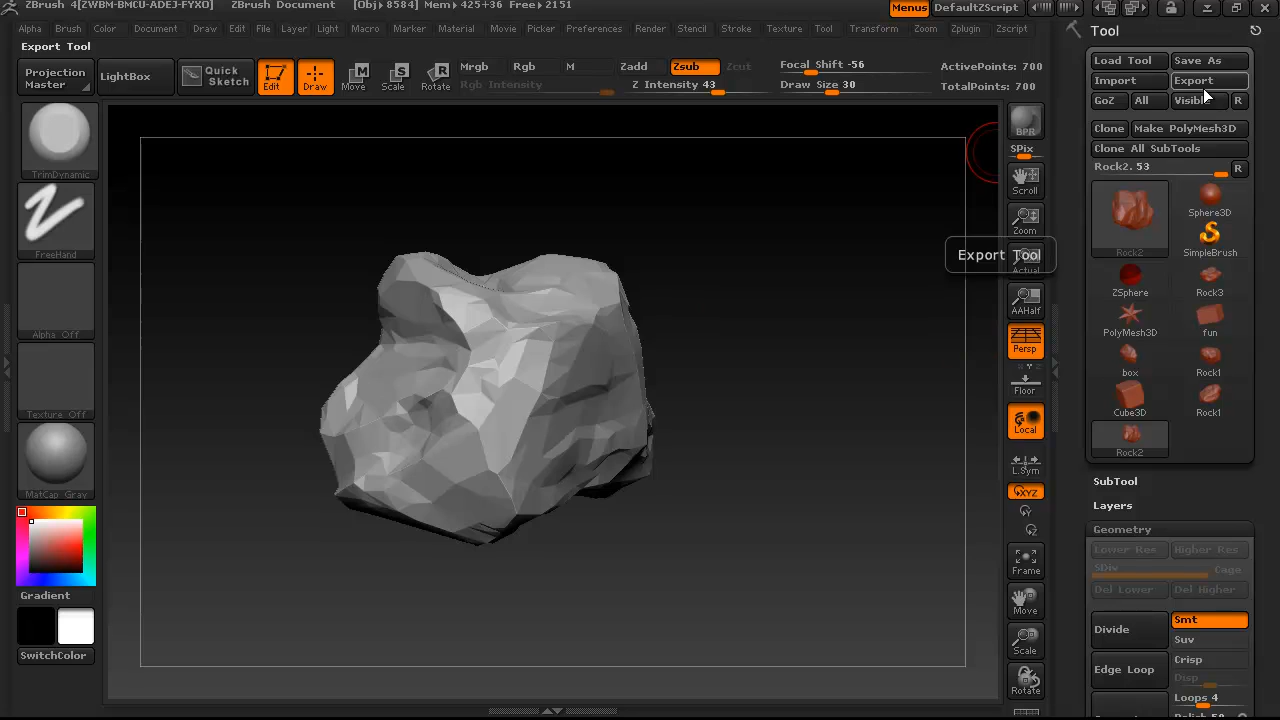 ZBrush 4[ZWBM-BMCU-ADEJ-FYXO] ZBrush Document [Obj]8584] Mem▸425+36 Free▸2151 Menus DefaultZScript
Alpha Brush Color Document Draw Edit File Layer Light Macro Marker Material Movie Picker Preferences Render Stencil Stroke Texture Tool Transform Zoom Zplugin Zscript
Tool
Export Tool
Projection Master
LightBox
Quick Sketch
Edit
Draw
Move
Scale
Rotate
Mrgb Rgb M Zadd Zsub Zcut
Rgb Intensity Z Intensity 43
Focal Shift -56
Draw Size 30
ActivePoints: 700
TotalPoints: 700
TrimDynamic
FreeHand
Alpha Off
Texture Off
MatCap Gray
Gradient
SwitchColor
BPR
SPix
Scroll
Zoom
Actual
AAHalf
Persp
Floor
Local
L.Sym
XYZ
Frame
Move
Scale
Rotate
Export Tool
Load Tool Save As
Import Export
GoZ All Visible R
Clone Make PolyMesh3D
Clone All SubTools
Rock2. 53 R
Rock2
Sphere3D
SimpleBrush
ZSphere Rock3
PolyMesh3D fun
box Rock1
Cube3D Rock1
Rock2
SubTool
Layers
Geometry
Lower Res Higher Res
SDiv Cage
Del Lower Del Higher
Divide
Smt
Suv
Edge Loop
Crisp
Disp
Loops 4